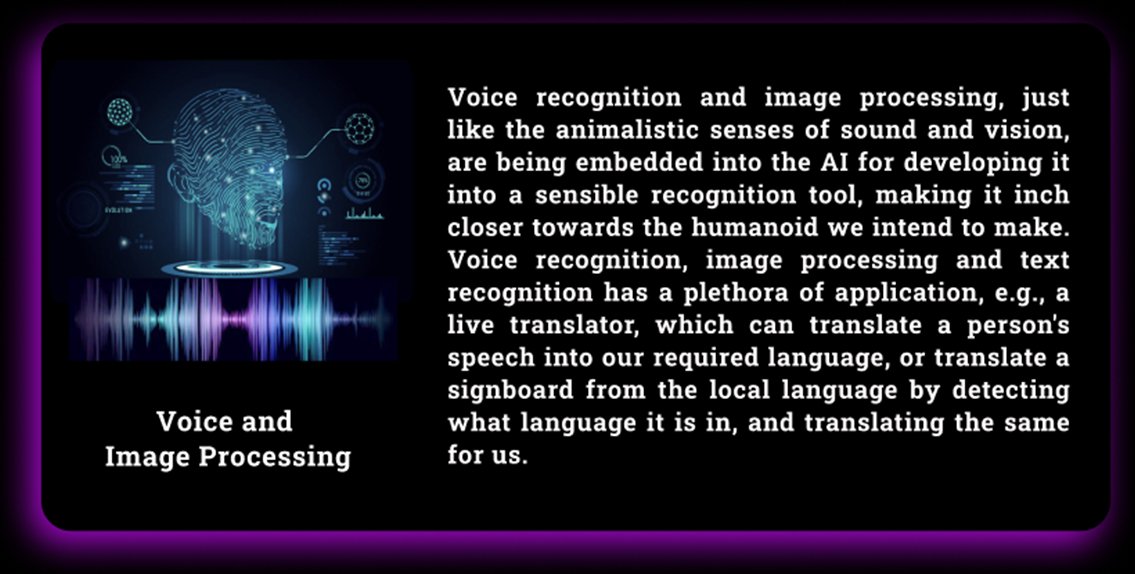 100%
EVOLUTION
Voice and
Image Processing
Voice recognition and image processing, just
like the animalistic senses of sound and vision,
are being embedded into the AI for developing it
into a sensible recognition tool, making it inch
closer towards the humanoid we intend to make.
Voice recognition, image processing and text
recognition has a plethora of application, e.g., a
live translator, which can translate a person's
speech into our required language, or translate a
signboard from the local language by detecting
what language it is in, and translating the same
for us.